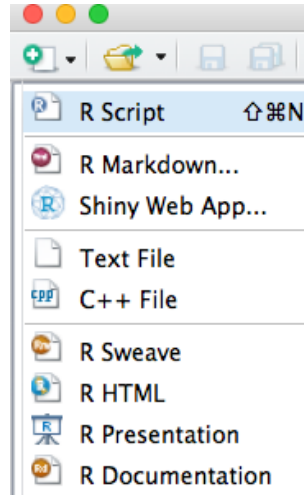 R Script ⇧⌘N
R Markdown...
Shiny Web App...
Text File
C++ File
R Sweave
R HTML
R Presentation
R Documentation